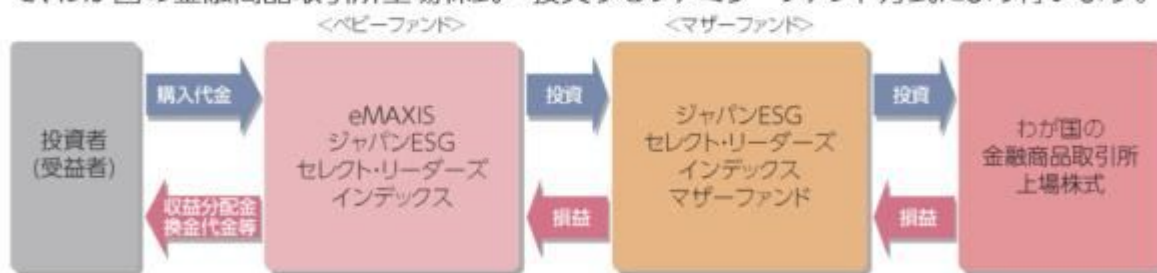 <ベビーファンド>
<マザーファンド>
投資者
(受益者)
購入代金
収益分配金
換金代金等
eMAXIS
ジャパンESG
セレクト・リーダーズ
インデックス
投資
損益
ジャパンESG
セレクト・リーダーズ
インデックス
マザーファンド
投資
損益
わが国の
金融商品取引所
上場株式